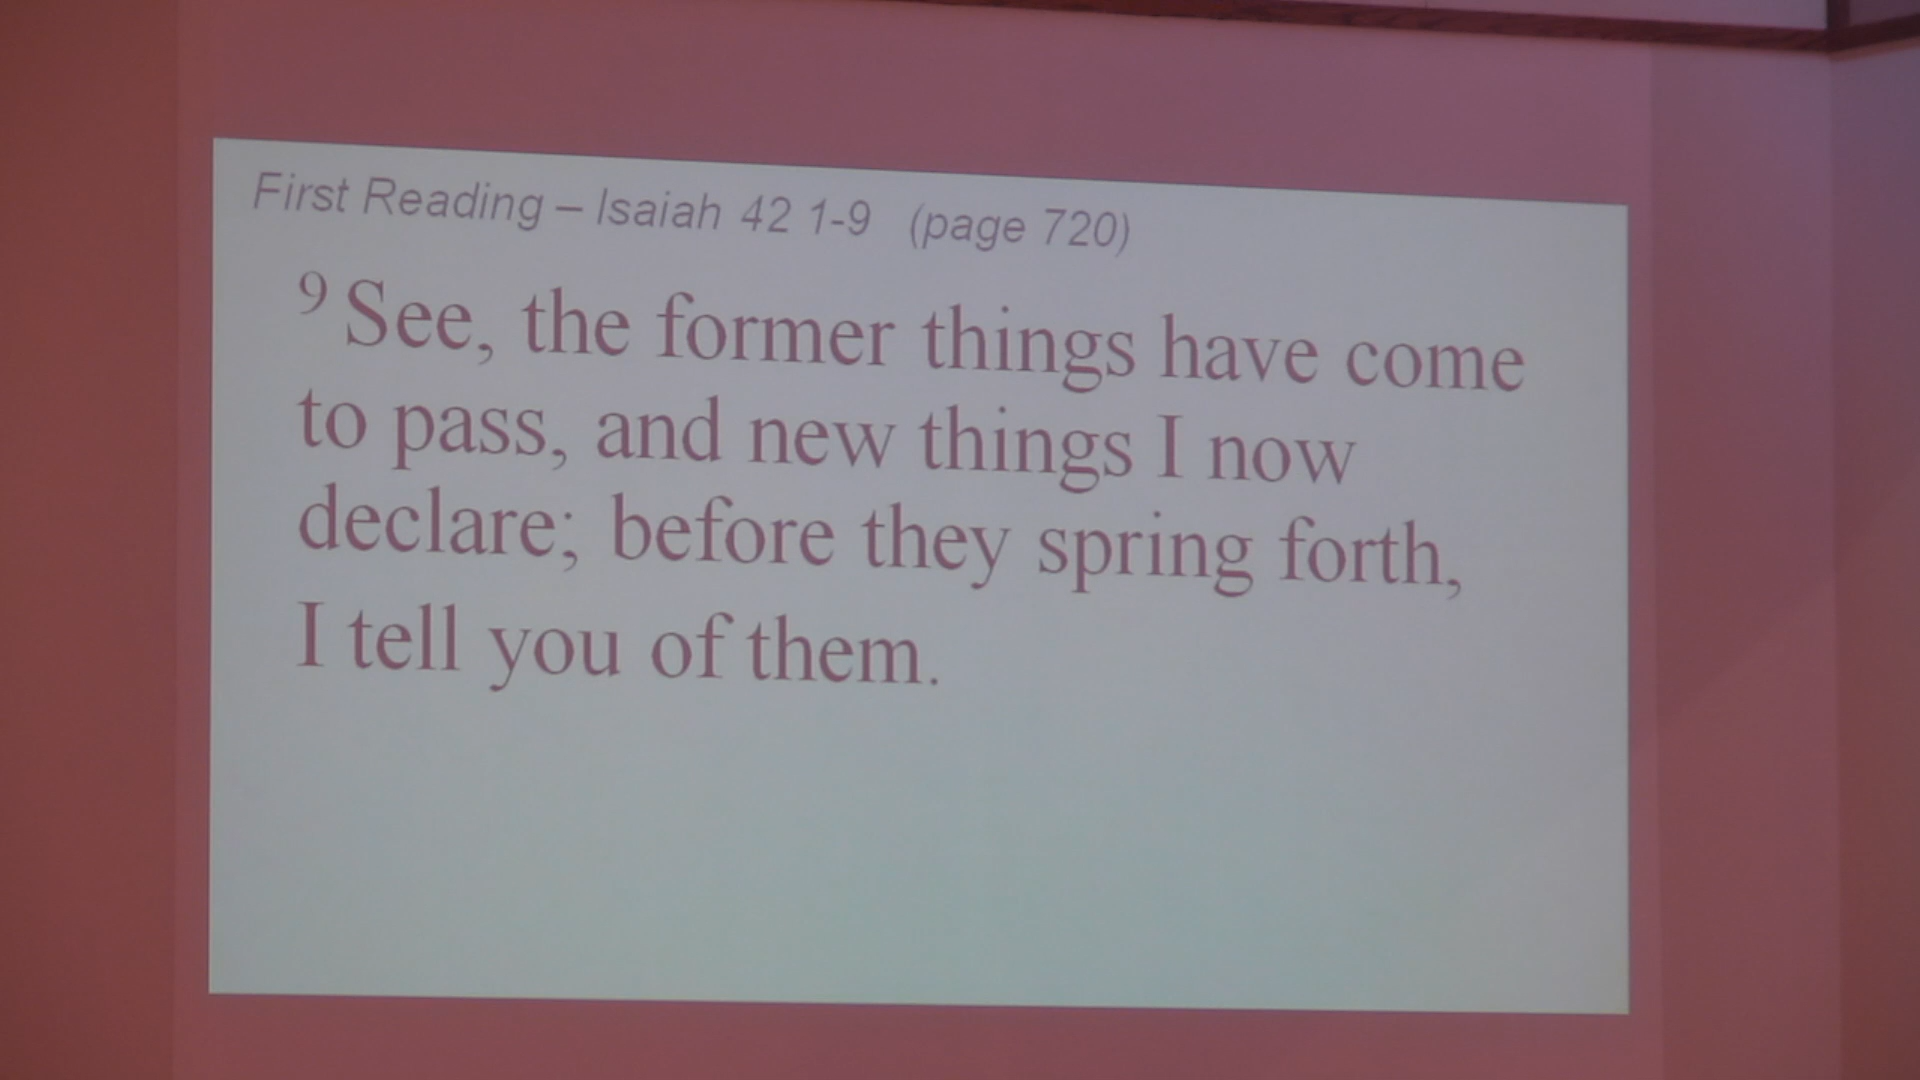 First Reading – Isaiah 42 1-9 (page 720)
9 See, the former things have come
to pass, and new things I now
declare; before they spring forth,
I tell you of them.